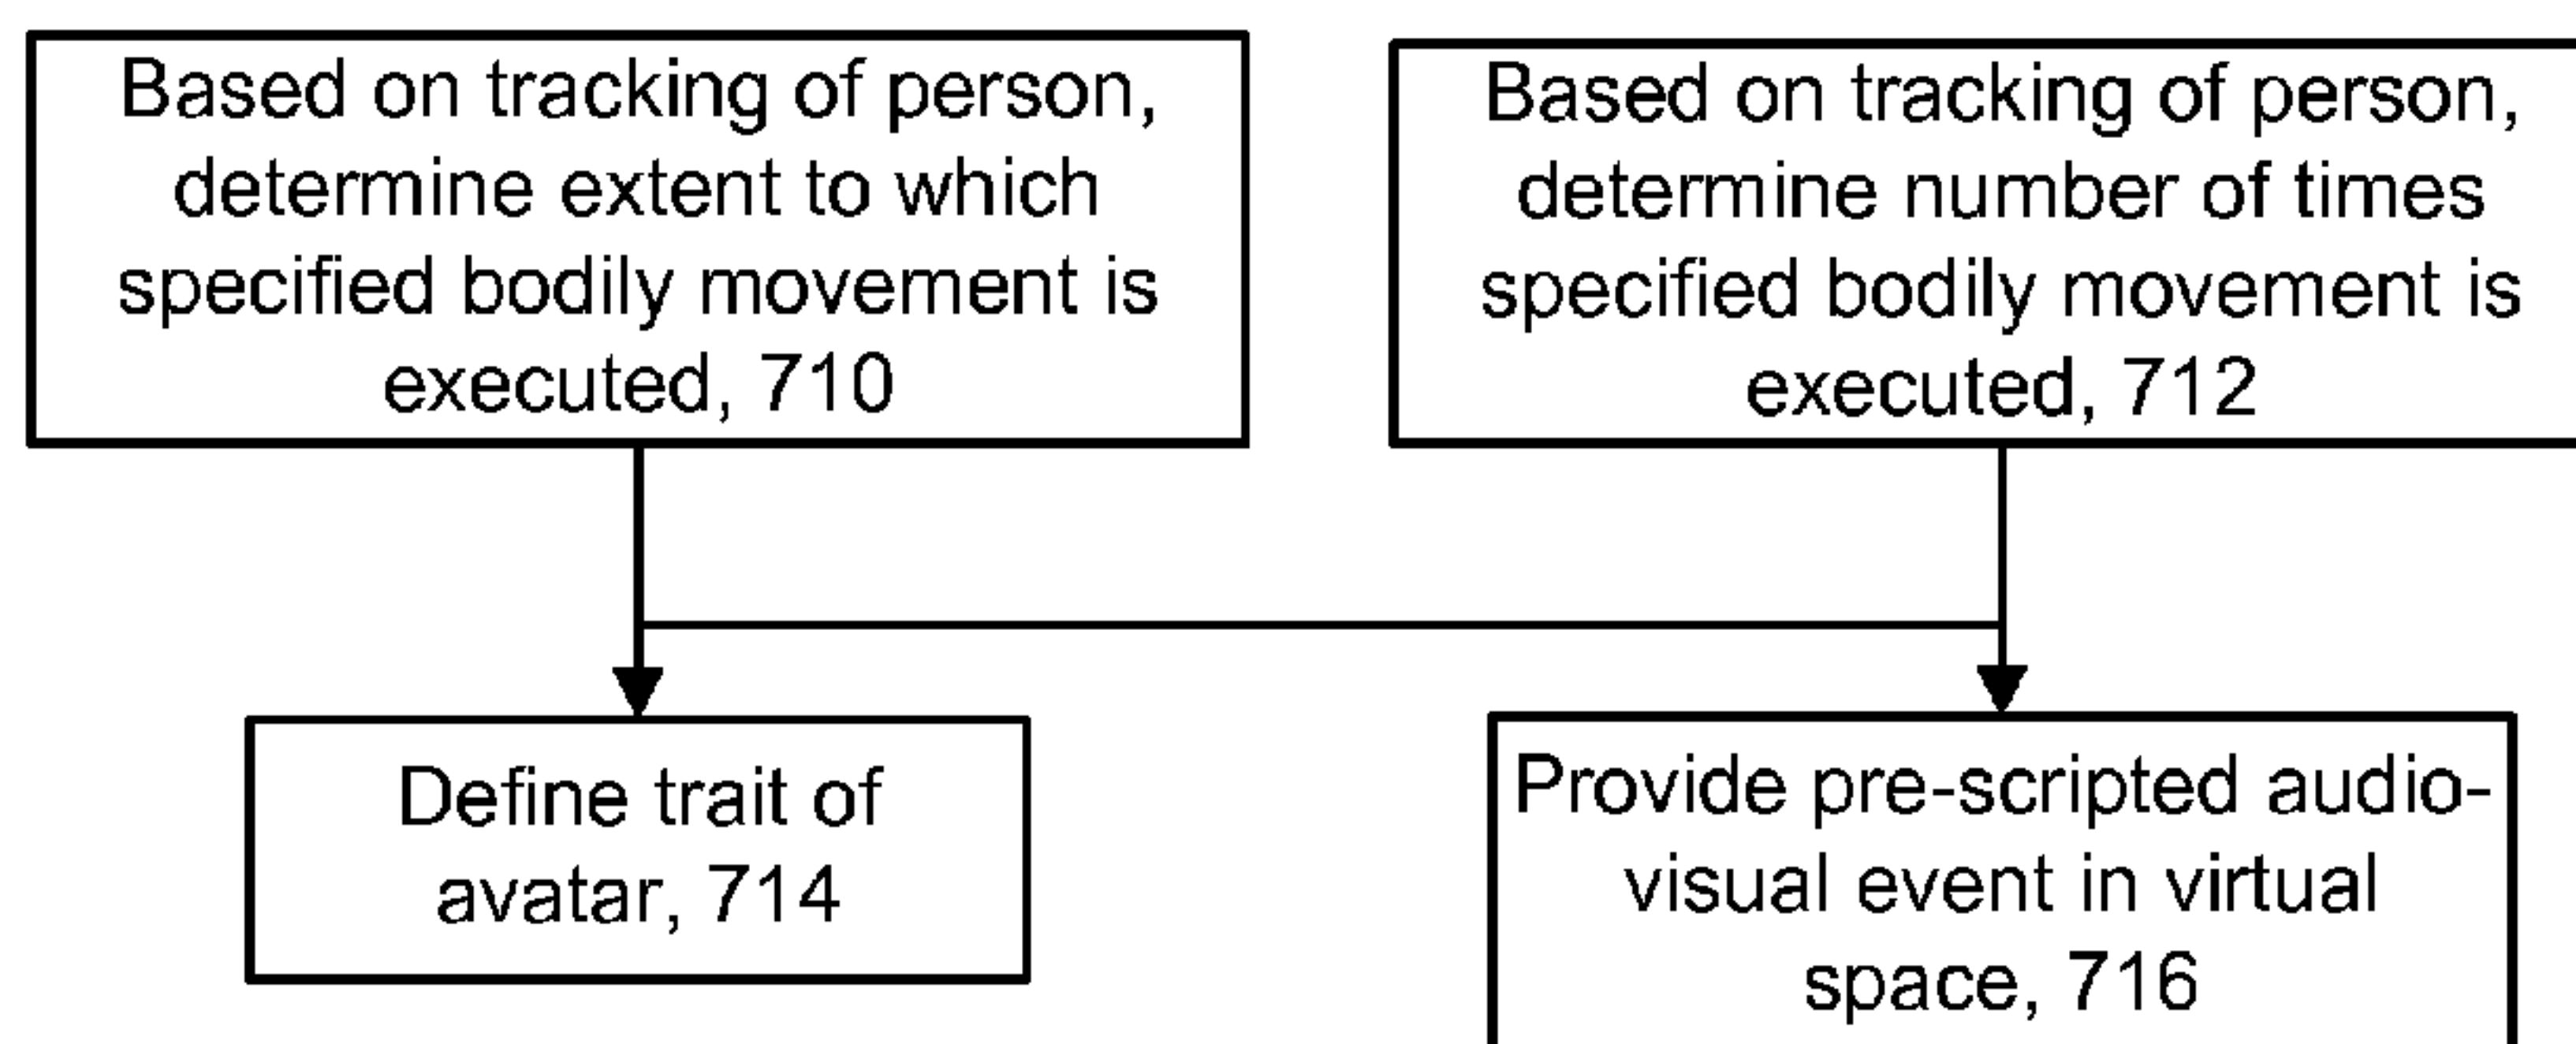 Based on tracking of person,
determine extent to which
specified bodily movement is
executed, 710
Based on tracking of person,
determine number of times
specified bodily movement is
executed, 712
Define trait of
avatar, 714
Provide pre-scripted audio-
visual event in virtual
space, 716